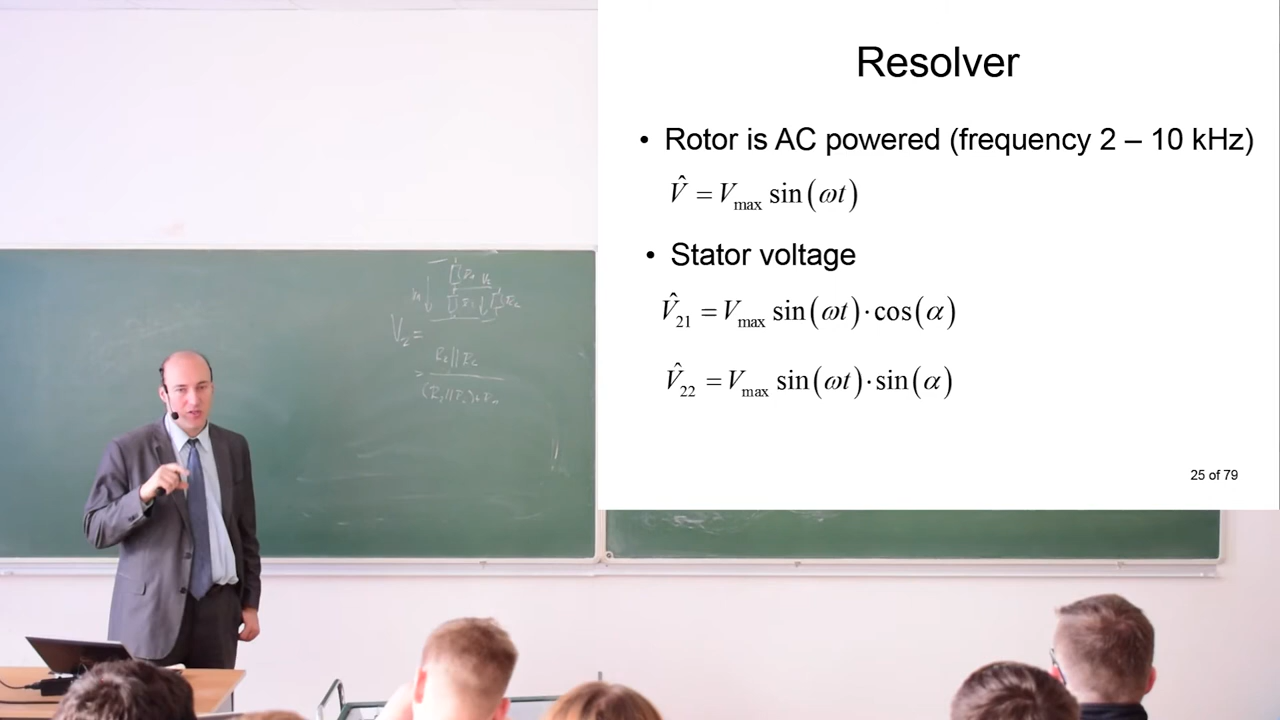 Resolver
• Rotor is AC powered (frequency 2 – 10 kHz)
V̂ = Vmax sin(ωt)
• Stator voltage
V̂21 = Vmax sin(ωt)·cos(α)
V̂22 = Vmax sin(ωt)·sin(α)
25 of 79
V2 =